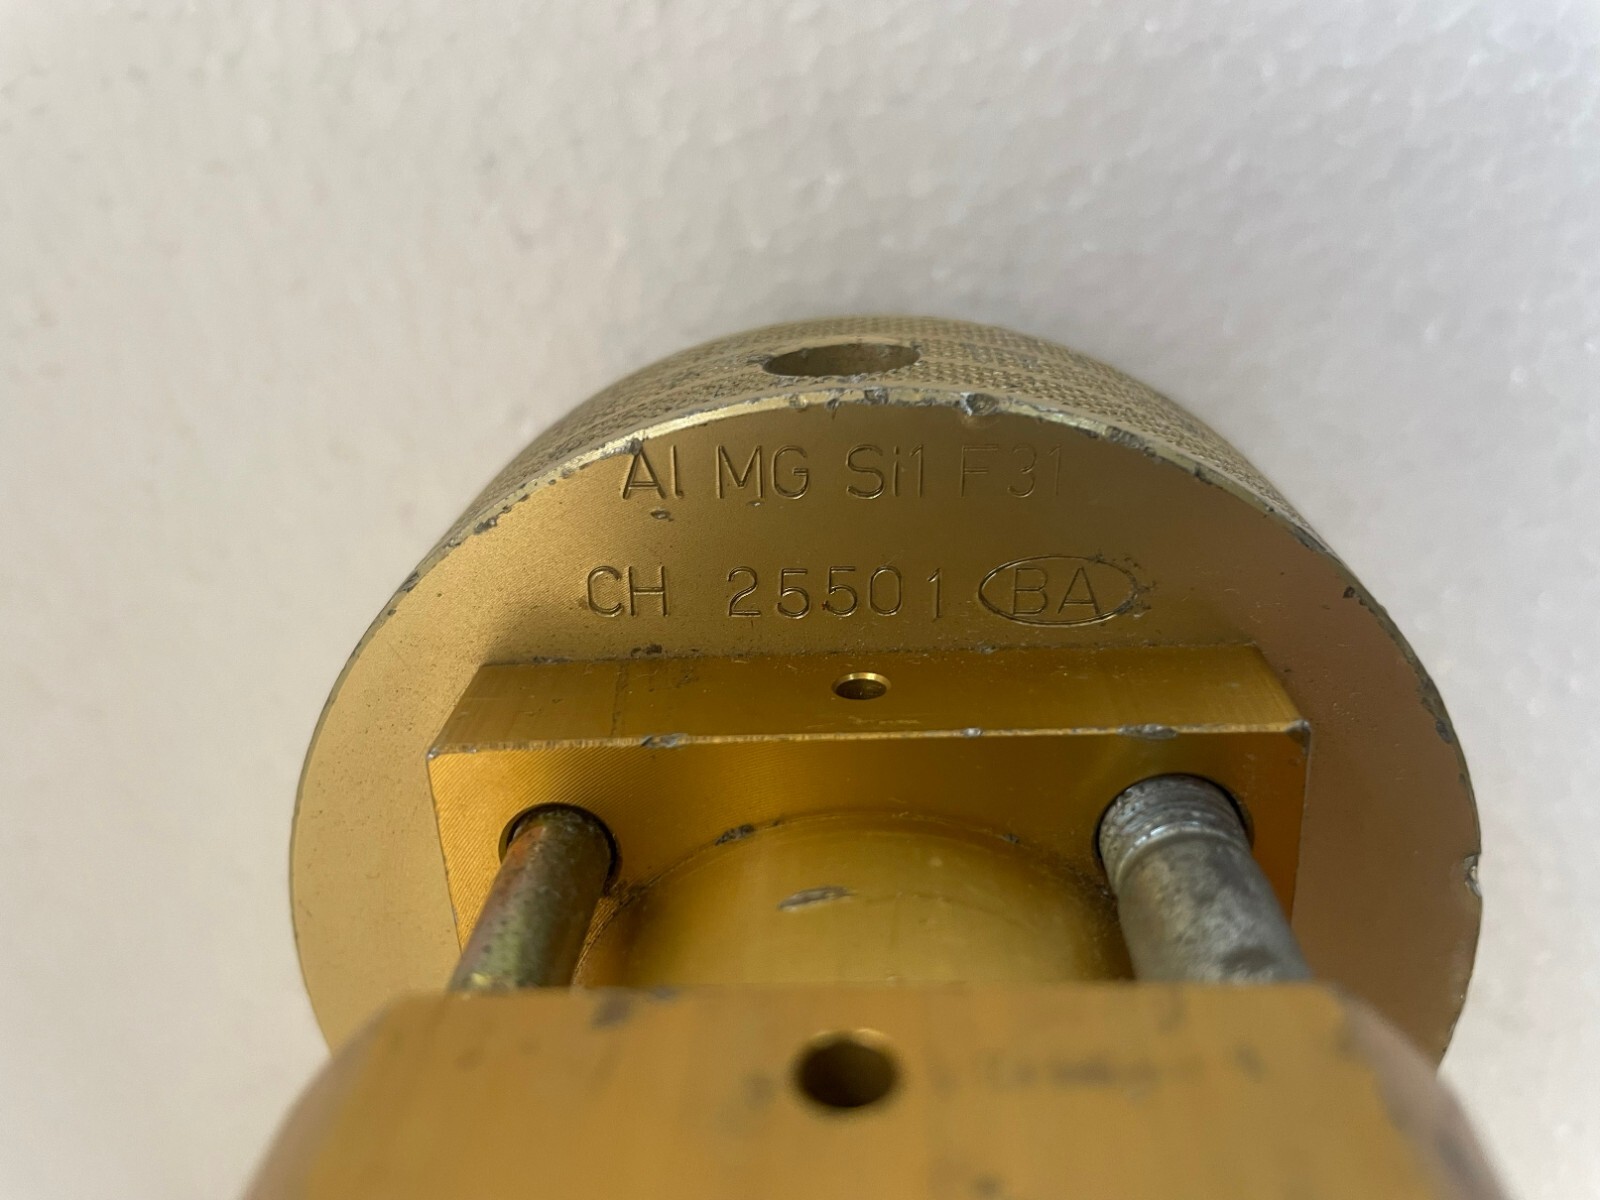 Al MG Si1 F31
CH 25501 BA